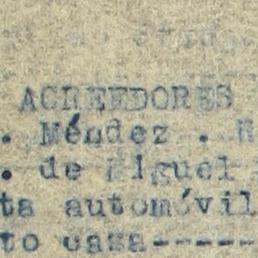 ACREEDORES
. Méndez .
. de Miguel
ta automóvil
to casa-----